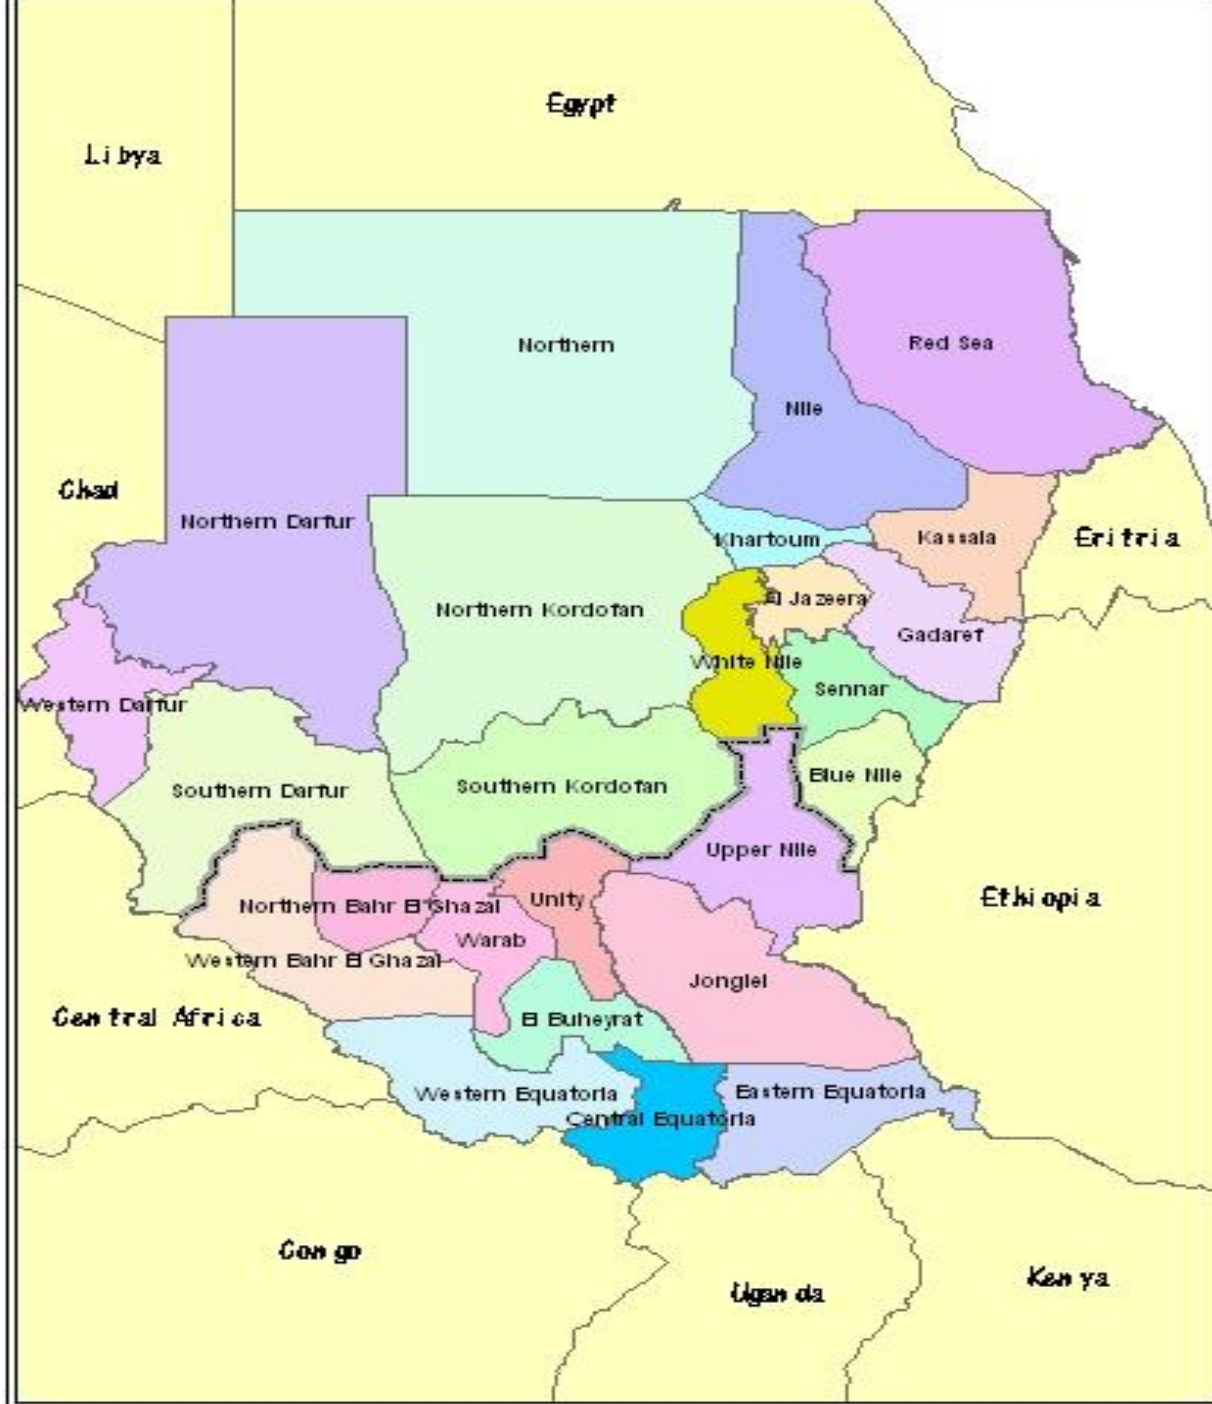 Egypt
Libya
Northern
Red Sea
Nile
Chad
Northern Darfur
Khartoum
Kassala
Eritria
Northern Kordofan
El Jazeera
Gadaref
White Nile
Sennar
Western Darfur
Southern Darfur
Southern Kordofan
Blue Nile
Upper Nile
Northern Bahr El Ghazal
Unity
Ethiopia
Warab
Western Bahr El Ghazal
Jonglei
Central Africa
El Buheyrat
Western Equatoria
Eastern Equatoria
Central Equatoria
Congo
Uganda
Kenya